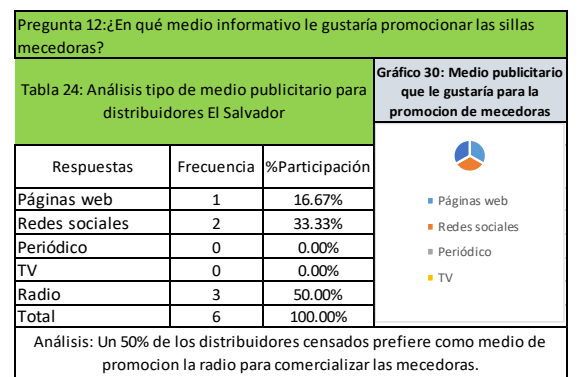 Pregunta 12:¿En qué medio informativo le gustaría promocionar las sillas
mecedoras?
Tabla 24: Análisis tipo de medio publicitario para
distribuidores El Salvador
Gráfico 30: Medio publicitario
que le gustaría para la
promocion de mecedoras
Respuestas Frecuencia %Participación
Páginas web 1 16.67%
Redes sociales 2 33.33%
Periódico 0 0.00%
TV 0 0.00%
Radio 3 50.00%
Total 6 100.00%
Páginas web
Redes sociales
Periódico
TV
Análisis: Un 50% de los distribuidores censados prefiere como medio de
promocion la radio para comercializar las mecedoras.